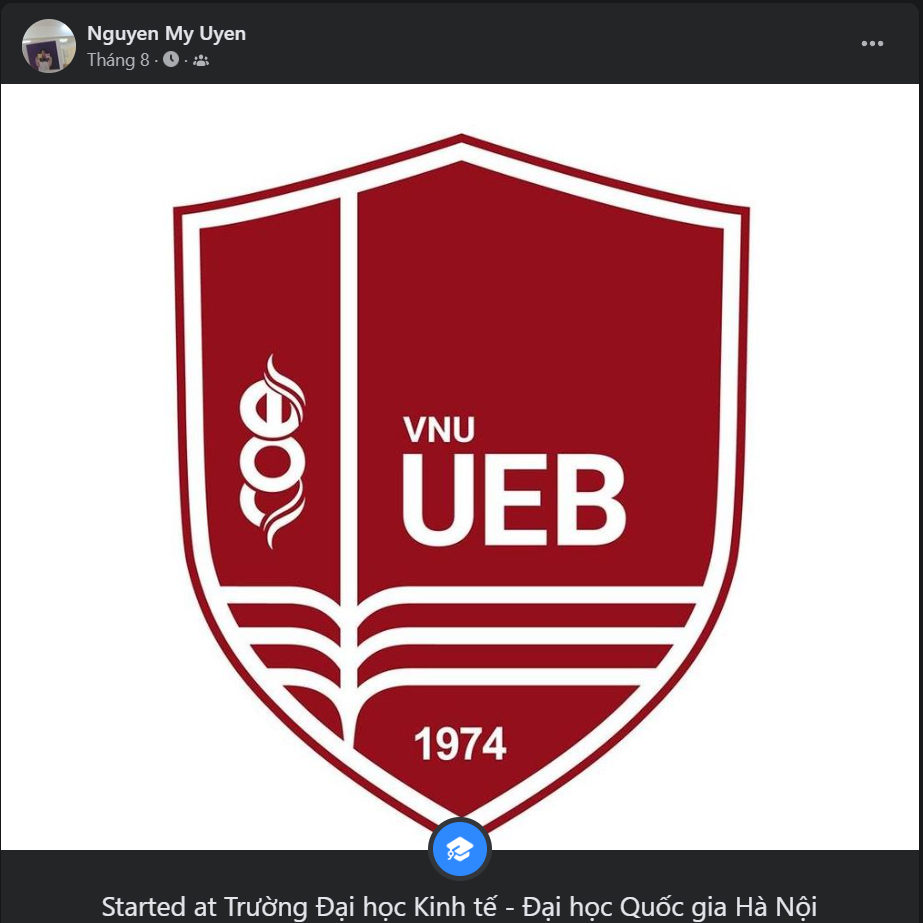 Nguyen My Uyen
Tháng 8 · ·
coe
VNU
UEB
1974
Started at Trường Đại học Kinh tế - Đại học Quốc gia Hà Nội